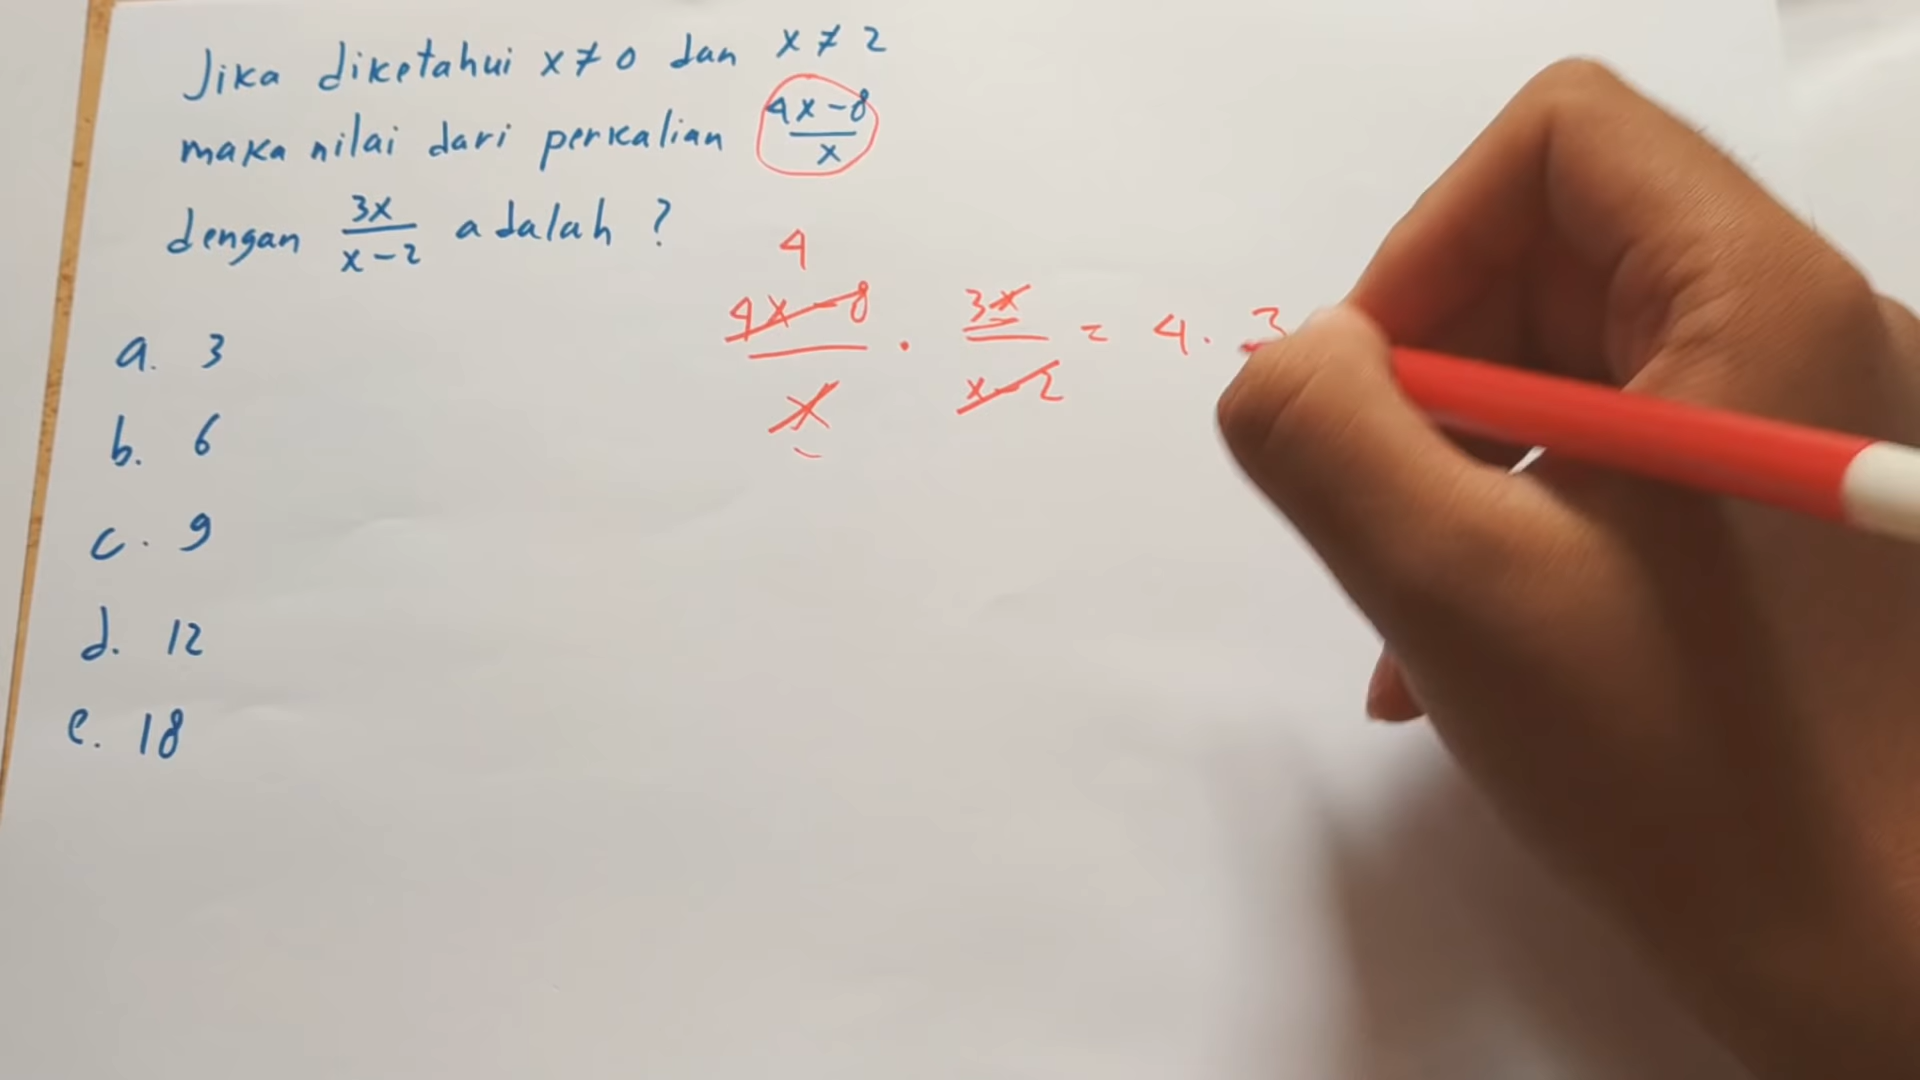 Jika diketahui x ≠ 0 dan x ≠ 2
maka nilai dari perkalian (4x-8)/x
dengan 3x/(x-2) adalah ?
4
(4x-8)/x . 3x/(x-2) = 4 . 3
a. 3
b. 6
c. 9
d. 12
e. 18